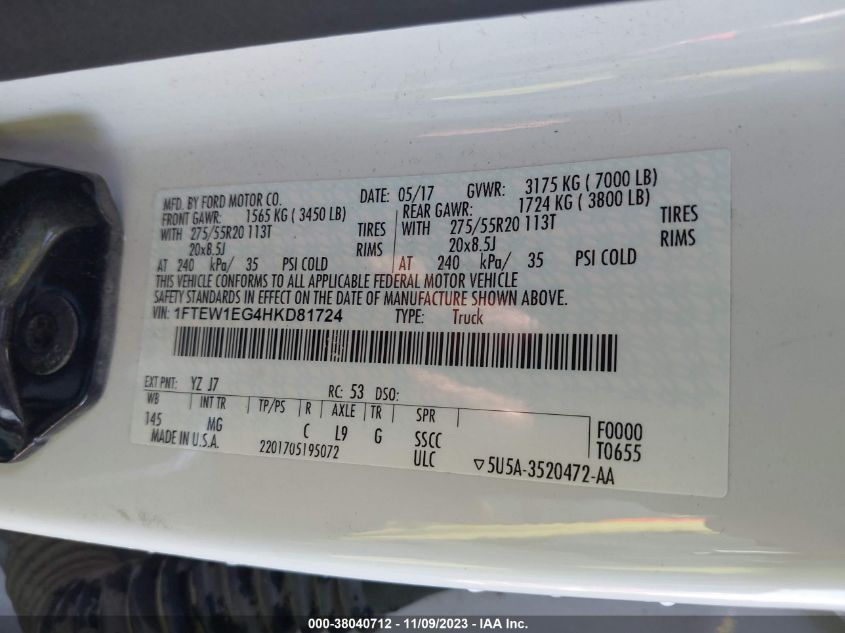 MFD. BY FORD MOTOR CO. DATE: 05/17 GVWR: 3175 KG ( 7000 LB)
FRONT GAWR: 1565 KG ( 3450 LB) REAR GAWR: 1724 KG ( 3800 LB)
WITH 275/55R20 113T TIRES WITH 275/55R20 113T TIRES
20x8.5J RIMS 20x8.5J RIMS
AT 240 kPa/ 35 PSI COLD AT 240 kPa/ 35 PSI COLD
THIS VEHICLE CONFORMS TO ALL APPLICABLE FEDERAL MOTOR VEHICLE
SAFETY STANDARDS IN EFFECT ON THE DATE OF MANUFACTURE SHOWN ABOVE.
VIN: 1FTEW1EG4HKD81724 TYPE: Truck
EXT PNT: YZ J7 RC: 53 DSO:
WB INT TR TP/PS R AXLE TR SPR
145 MG C L9 G SSCC F0000
MADE IN U.S.A. 2201705195072 ULC T0655
▽5U5A-3520472-AA
000-38040712 - 11/09/2023 - IAA Inc.